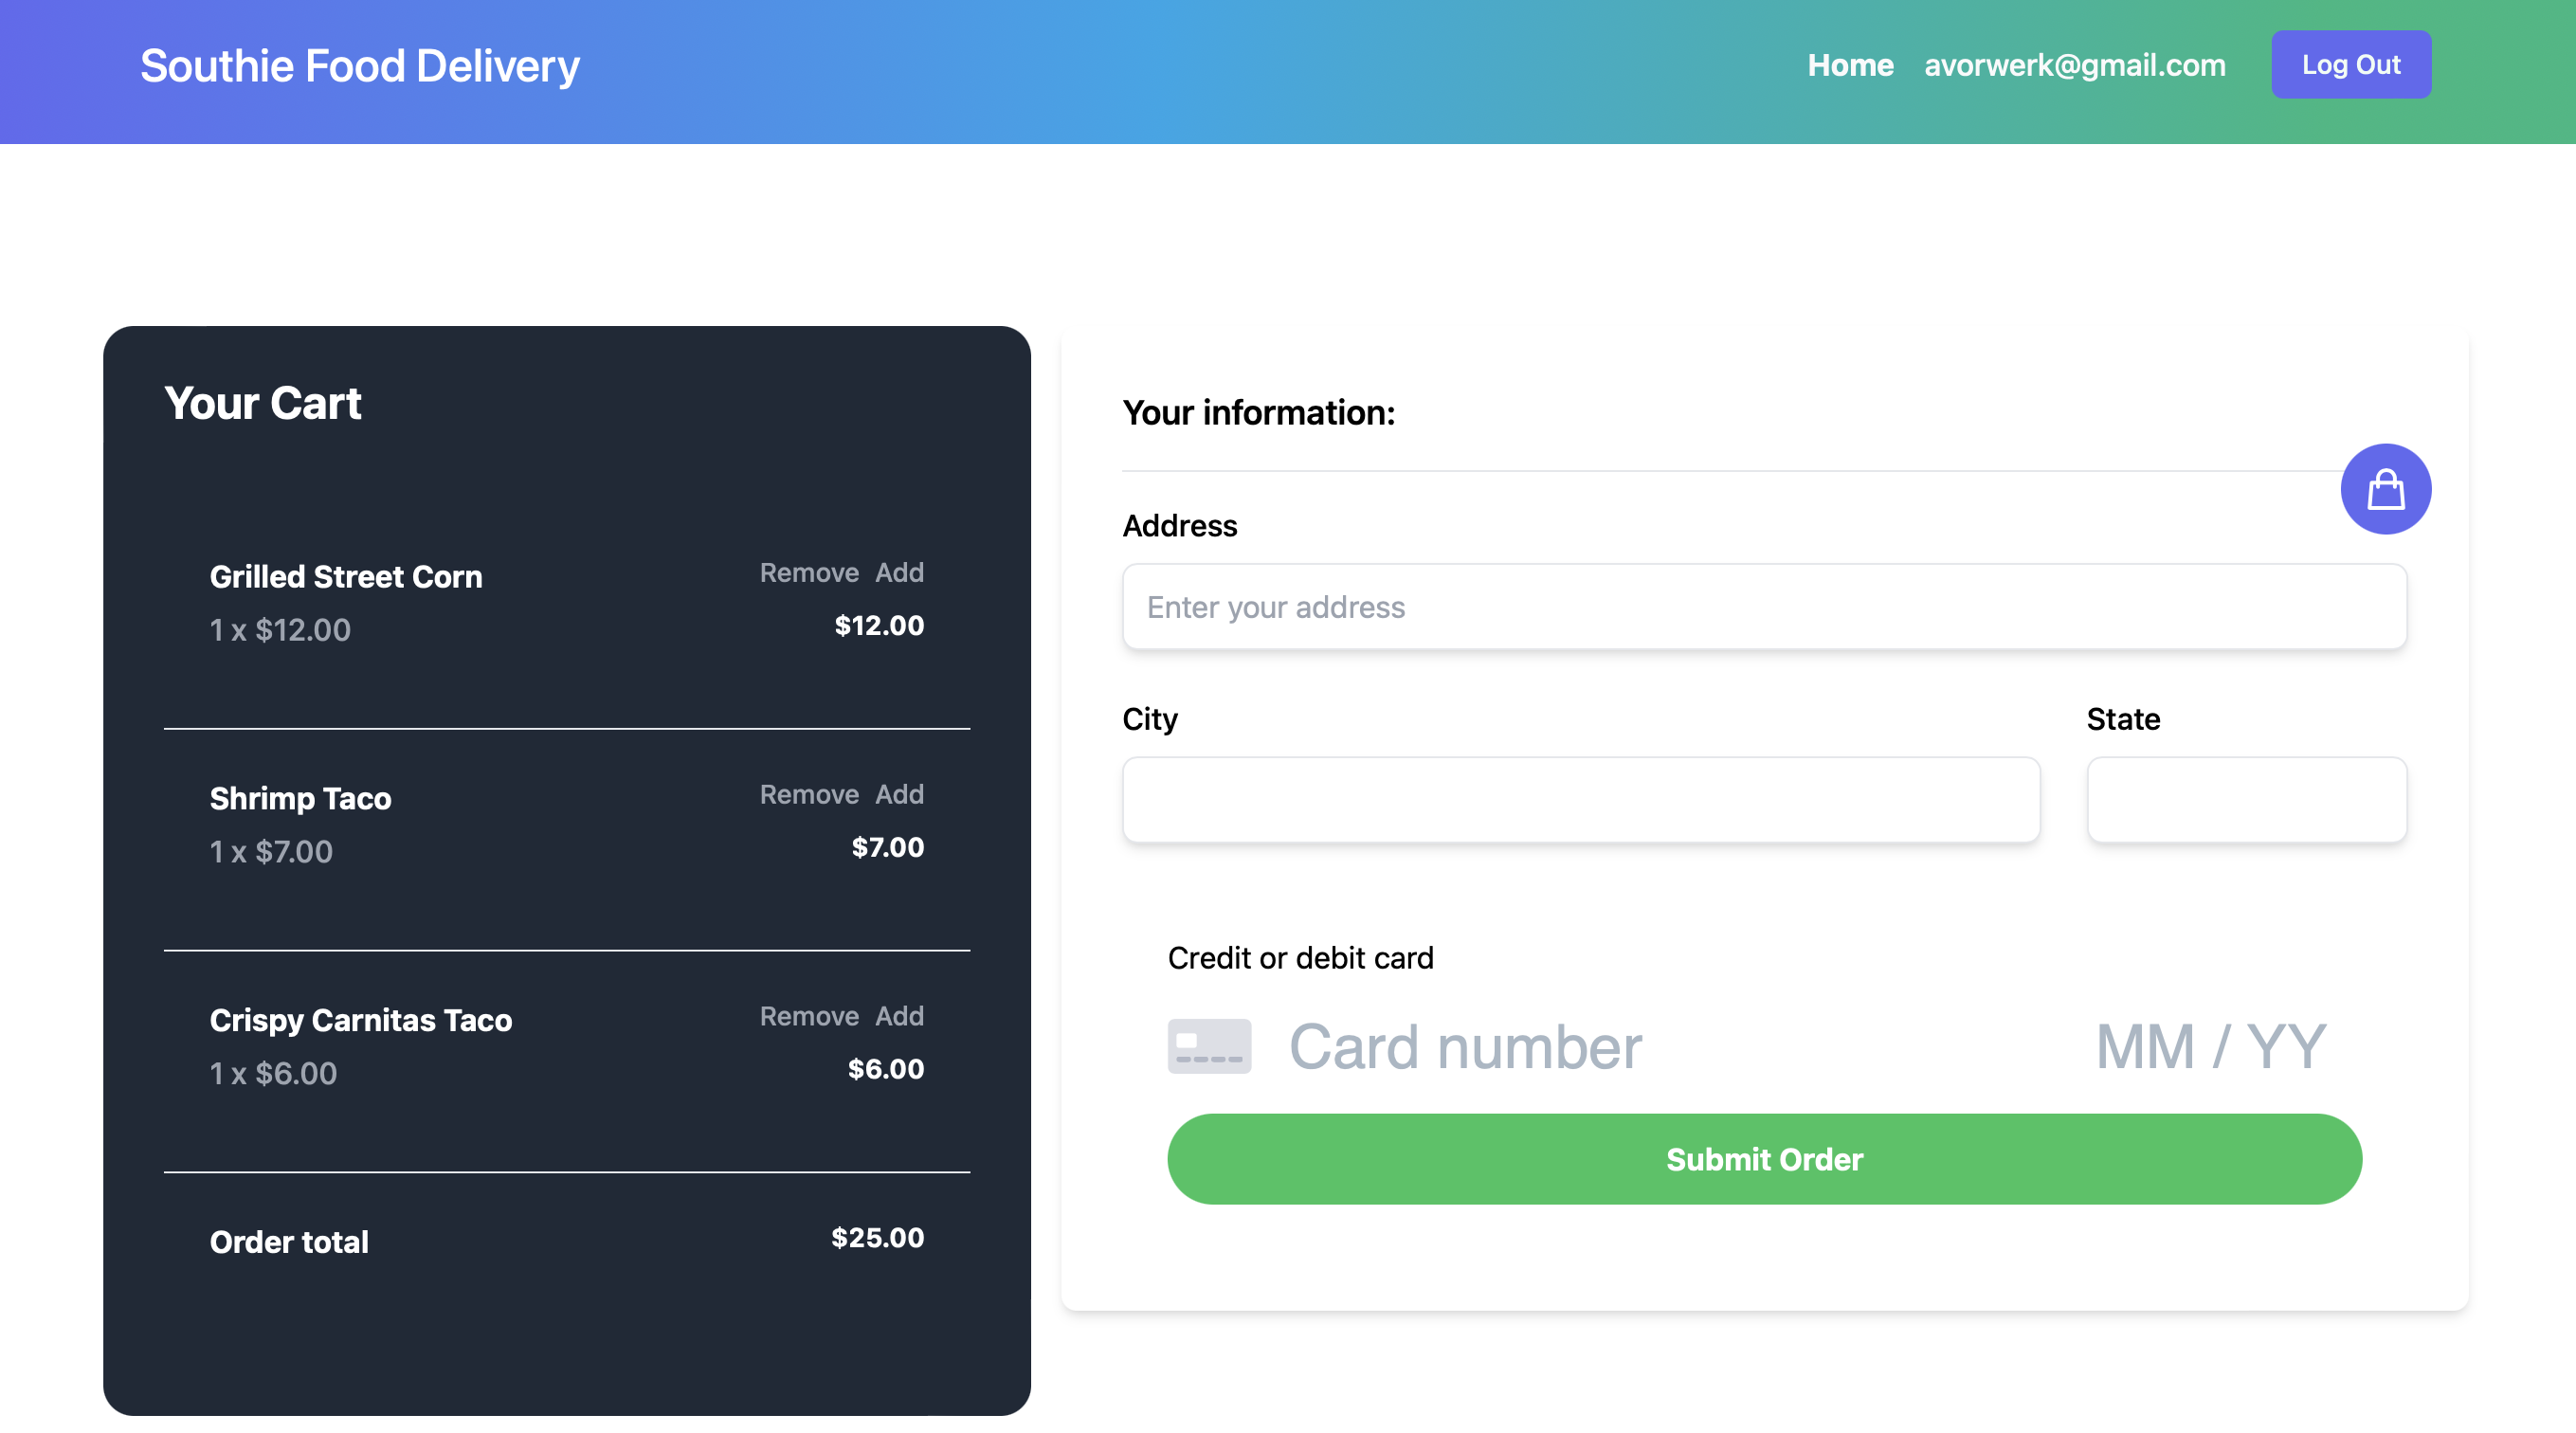 Southie Food Delivery
Home avorwerk@gmail.com Log Out
Your Cart
Grilled Street Corn Remove Add
1 x $12.00 $12.00
Shrimp Taco Remove Add
1 x $7.00 $7.00
Crispy Carnitas Taco Remove Add
1 x $6.00 $6.00
Order total $25.00
Your information:
Address
Enter your address
City State
Credit or debit card
Card number MM / YY
Submit Order